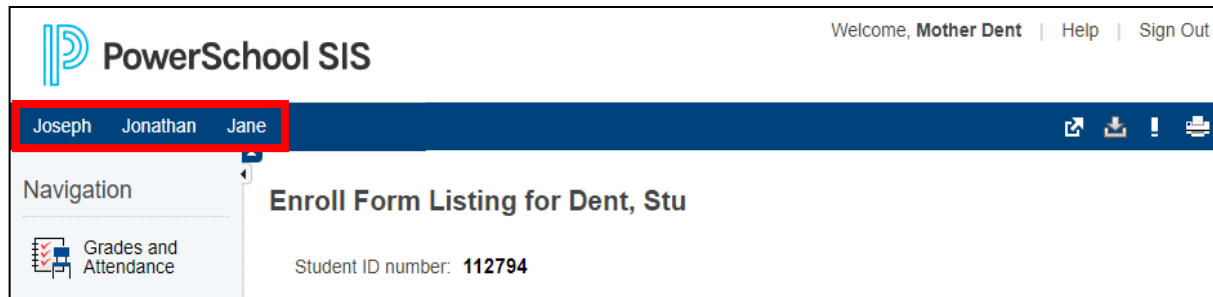 Welcome, Mother Dent | Help | Sign Out
PowerSchool SIS
Joseph Jonathan Jane
Navigation
Enroll Form Listing for Dent, Stu
Grades and
Attendance
Student ID number: 112794